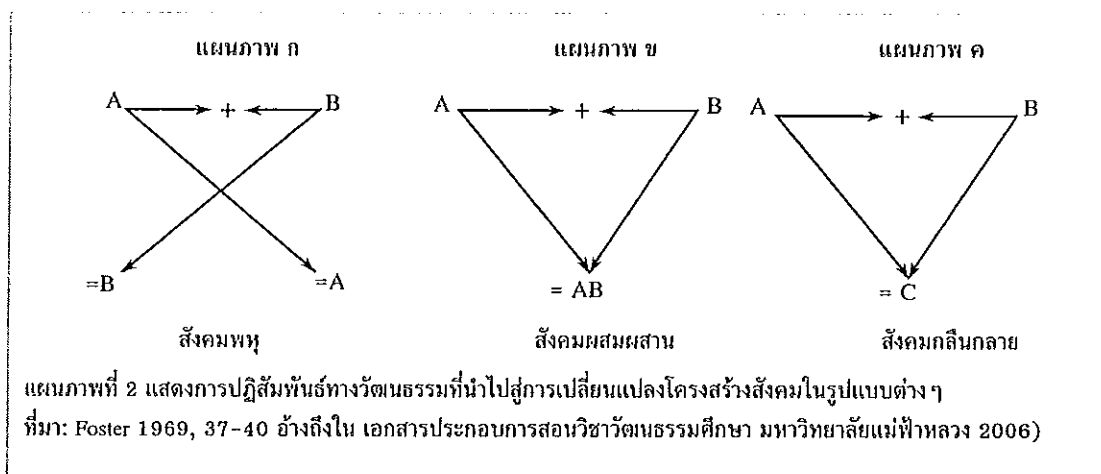 แผนภาพ ก แผนภาพ ข แผนภาพ ค
A + B A + B A + B
=B =A = AB = C
สังคมพหุ สังคมผสมผสาน สังคมกลืนกลาย
แผนภาพที่ 2 แสดงการปฏิสัมพันธ์ทางวัฒนธรรมที่นำไปสู่การเปลี่ยนแปลงโครงสร้างสังคมในรูปแบบต่าง ๆ
ที่มา: Foster 1969, 37-40 อ้างถึงใน เอกสารประกอบการสอนวิชาวัฒนธรรมศึกษา มหาวิทยาลัยแม่ฟ้าหลวง 2006)